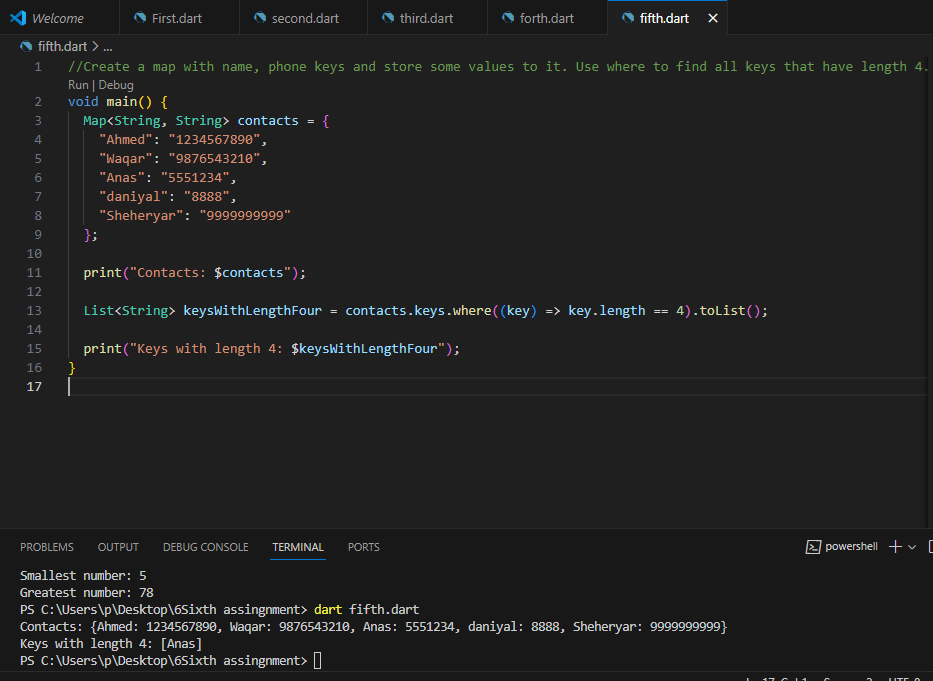 Welcome First.dart second.dart third.dart forth.dart fifth.dart
fifth.dart > ...
1 //Create a map with name, phone keys and store some values to it. Use where to find all keys that have length 4.
Run | Debug
2 void main() {
3 Map<String, String> contacts = {
4 "Ahmed": "1234567890",
5 "Waqar": "9876543210",
6 "Anas": "5551234",
7 "daniyal": "8888",
8 "Sheheryar": "9999999999"
9 };
10
11 print("Contacts: $contacts");
12
13 List<String> keysWithLengthFour = contacts.keys.where((key) => key.length == 4).toList();
14
15 print("Keys with length 4: $keysWithLengthFour");
16 }
17
PROBLEMS OUTPUT DEBUG CONSOLE TERMINAL PORTS powershell
Smallest number: 5
Greatest number: 78
PS C:\Users\p\Desktop\6Sixth assingnment> dart fifth.dart
Contacts: {Ahmed: 1234567890, Waqar: 9876543210, Anas: 5551234, daniyal: 8888, Sheheryar: 9999999999}
Keys with length 4: [Anas]
PS C:\Users\p\Desktop\6Sixth assingnment>